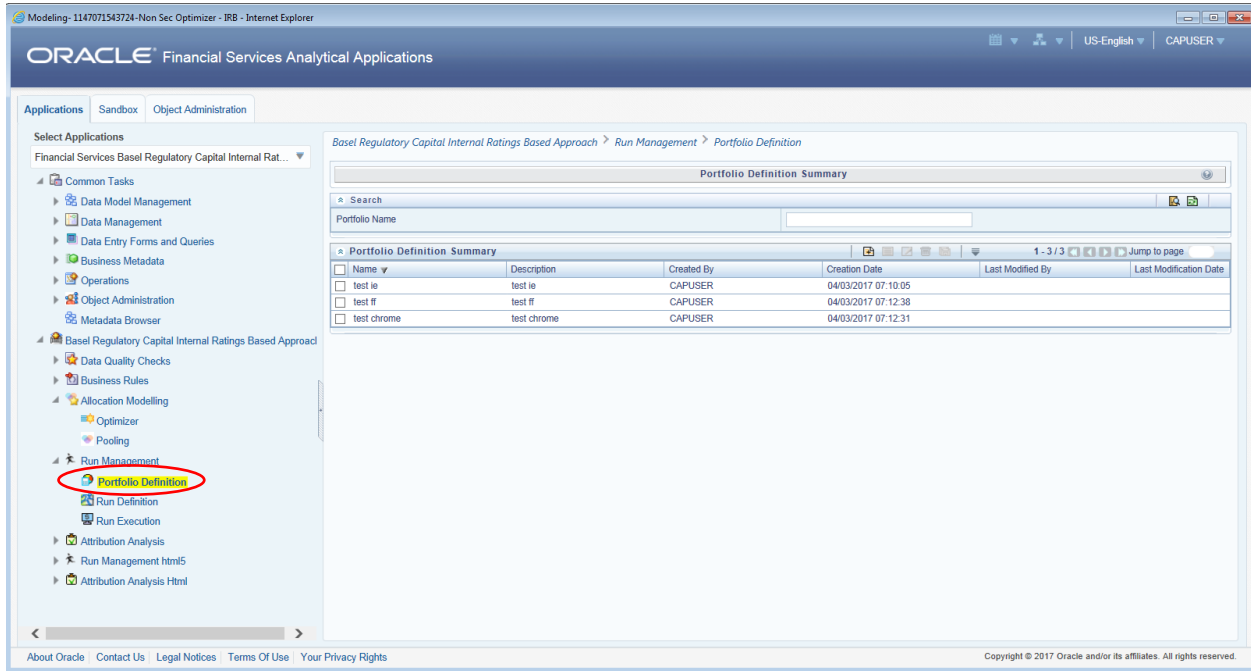 Modeling- 1147071543724-Non Sec Optimizer - IRB - Internet Explorer
ORACLE Financial Services Analytical Applications
US-English CAPUSER
Applications Sandbox Object Administration
Select Applications
Financial Services Basel Regulatory Capital Internal Rat...
Common Tasks
Data Model Management
Data Management
Data Entry Forms and Queries
Business Metadata
Operations
Object Administration
Metadata Browser
Basel Regulatory Capital Internal Ratings Based Approacl
Data Quality Checks
Business Rules
Allocation Modelling
Optimizer
Pooling
Run Management
Portfolio Definition
Run Definition
Run Execution
Attribution Analysis
Run Management html5
Attribution Analysis Html
Basel Regulatory Capital Internal Ratings Based Approach > Run Management > Portfolio Definition
Portfolio Definition Summary
Search
Portfolio Name
Portfolio Definition Summary 1 - 3 / 3 Jump to page
Name Description Created By Creation Date Last Modified By Last Modification Date
test ie test ie CAPUSER 04/03/2017 07:10:05
test ff test ff CAPUSER 04/03/2017 07:12:38
test chrome test chrome CAPUSER 04/03/2017 07:12:31
About Oracle Contact Us Legal Notices Terms Of Use Your Privacy Rights
Copyright © 2017 Oracle and/or its affiliates. All rights reserved.